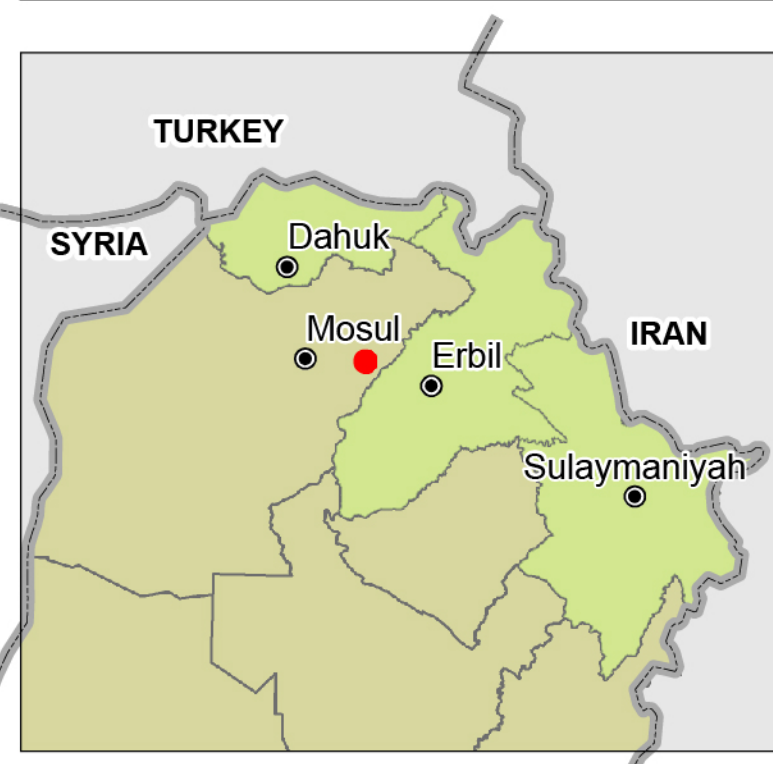 TURKEY
SYRIA
Dahuk
Mosul
Erbil
IRAN
Sulaymaniyah